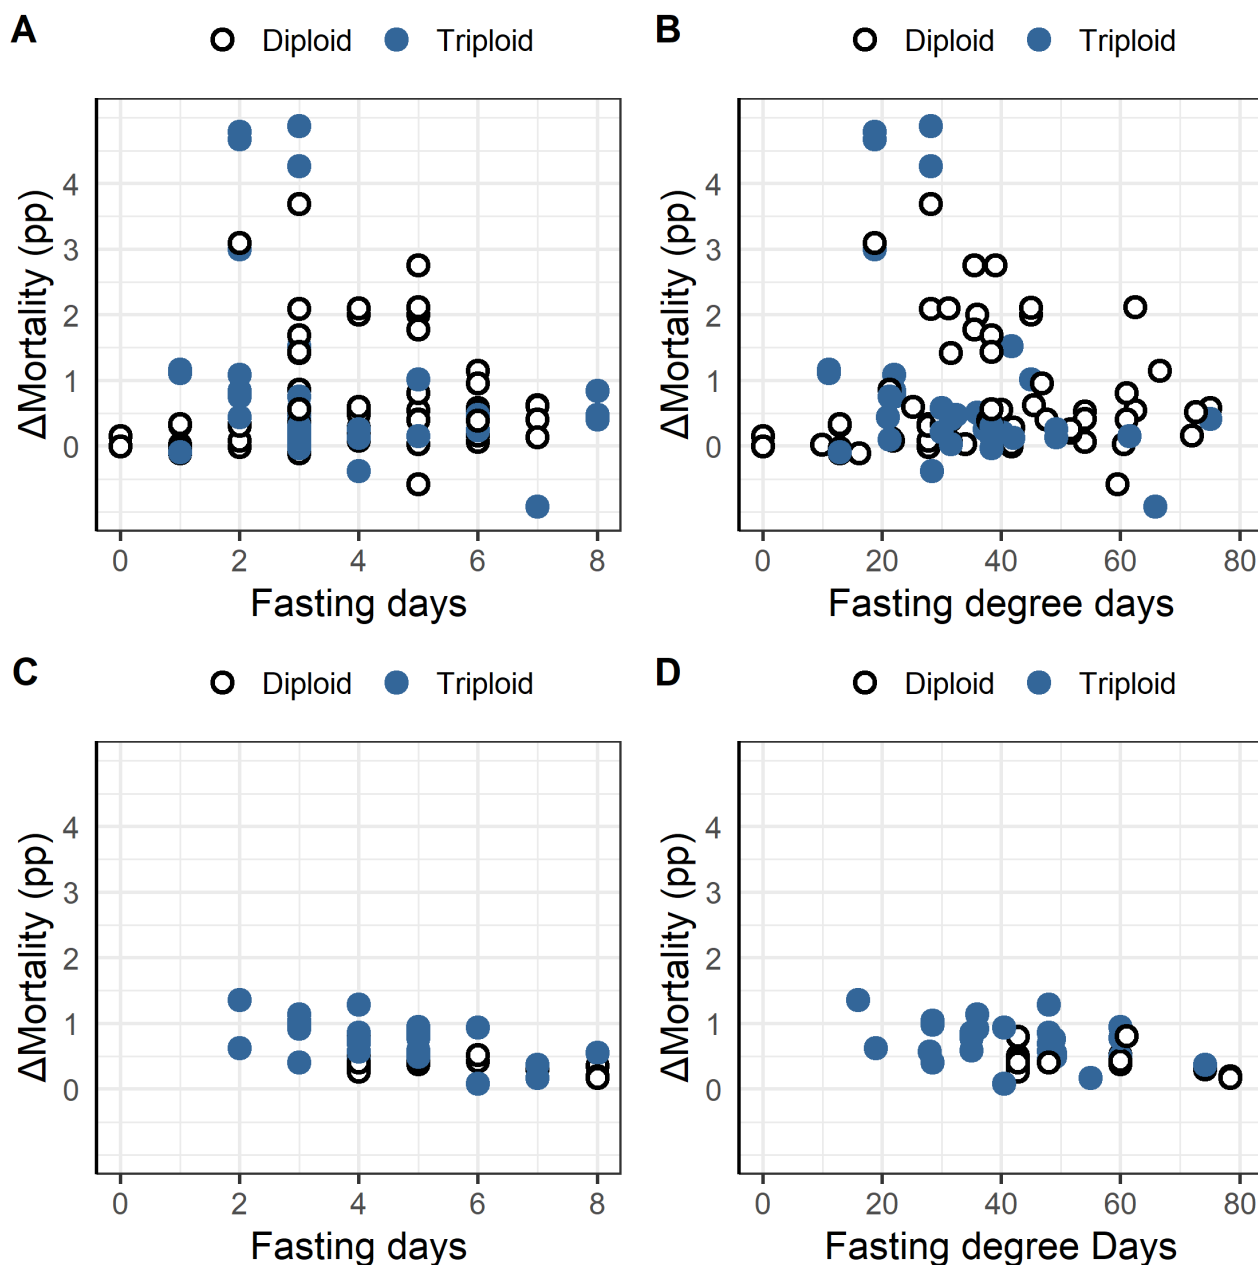 A
Diploid Triploid
ΔMortality (pp)
4
3
2
1
0
0 2 4 6 8
Fasting days
B
Diploid Triploid
ΔMortality (pp)
4
3
2
1
0
0 20 40 60 80
Fasting degree days
C
Diploid Triploid
ΔMortality (pp)
4
3
2
1
0
0 2 4 6 8
Fasting days
D
Diploid Triploid
ΔMortality (pp)
4
3
2
1
0
0 20 40 60 80
Fasting degree Days